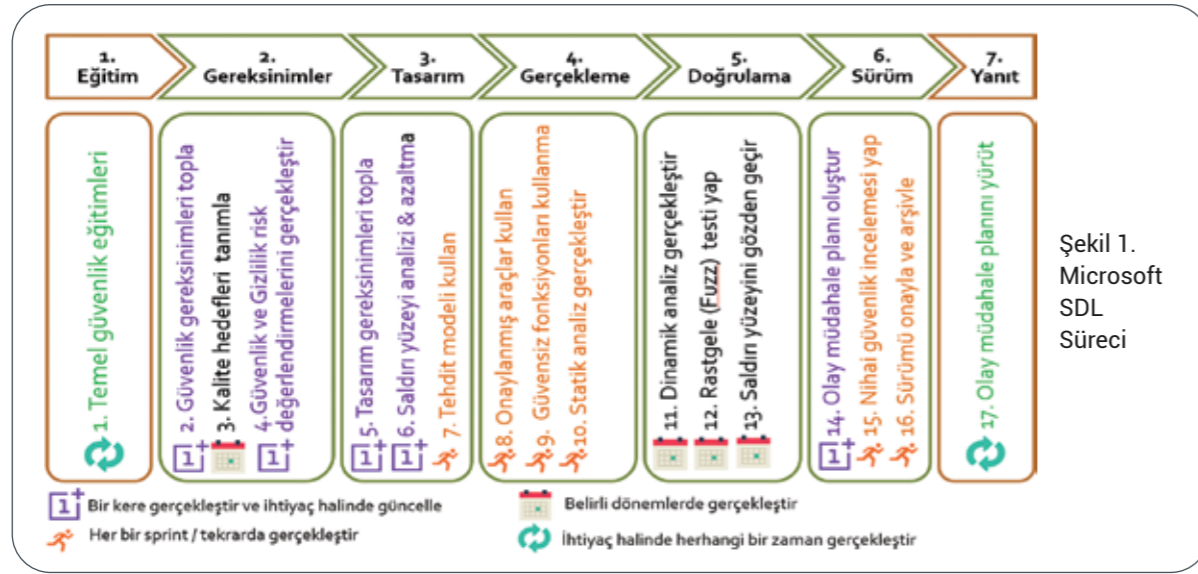 1.
Eğitim
2.
Gereksinimler
3.
Tasarım
4.
Gerçekleme
5.
Doğrulama
6.
Sürüm
7.
Yanıt
1. Temel güvenlik eğitimleri
2. Güvenlik gereksinimleri topla
3. Kalite hedefleri tanımla
4.Güvenlik ve Gizlilik risk
değerlendirmelerini gerçekleştir
5. Tasarım gereksinimleri topla
6. Saldırı yüzeyi analizi & azaltma
7. Tehdit modeli kullan
8. Onaylanmış araçlar kullan
9. Güvensiz fonksiyonları kullanma
10. Statik analiz gerçekleştir
11. Dinamik analiz gerçekleştir
12. Rastgele (Fuzz) testi yap
13. Saldırı yüzeyini gözden geçir
14. Olay müdahale planı oluştur
15. Nihai güvenlik incelemesi yap
16. Sürümü onayla ve arşivle
17. Olay müdahale planını yürüt
1+ Bir kere gerçekleştir ve ihtiyaç halinde güncelle
Belirli dönemlerde gerçekleştir
Her bir sprint / tekrarda gerçekleştir
İhtiyaç halinde herhangi bir zaman gerçekleştir
Şekil 1.
Microsoft
SDL
Süreci